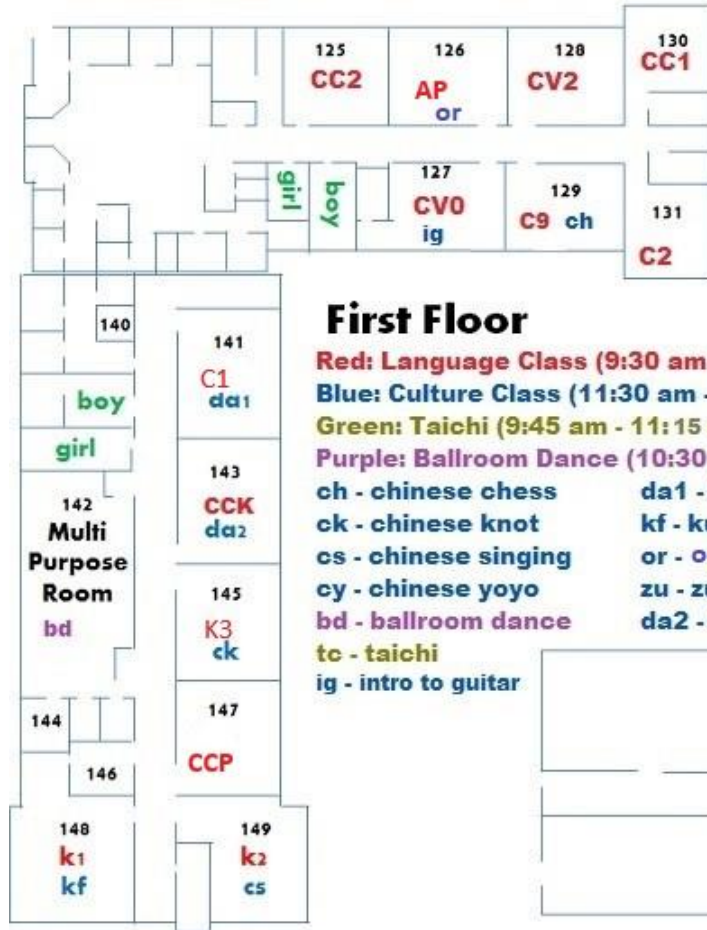 125
CC2
126
AP
or
128
CV2
130
CC1
girl
boy
127
CV0
ig
129
C9 ch
131
C2
140
boy
girl
141
C1
da1
142
Multi
Purpose
Room
bd
143
CCK
da2
145
K3
ck
144
146
147
CCP
148
k1
kf
149
k2
cs
First Floor
Red: Language Class (9:30 am
Blue: Culture Class (11:30 am -
Green: Taichi (9:45 am - 11:15
Purple: Ballroom Dance (10:30
ch - chinese chess da1 -
ck - chinese knot kf -
cs - chinese singing or -
cy - chinese yoyo zu -
bd - ballroom dance da2 -
tc - taichi
ig - intro to guitar